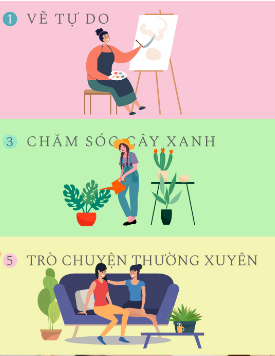 1 VẼ TỰ DO
3 CHĂM SÓC CÂY XANH
5 TRÒ CHUYỆN THƯỜNG XUYÊN